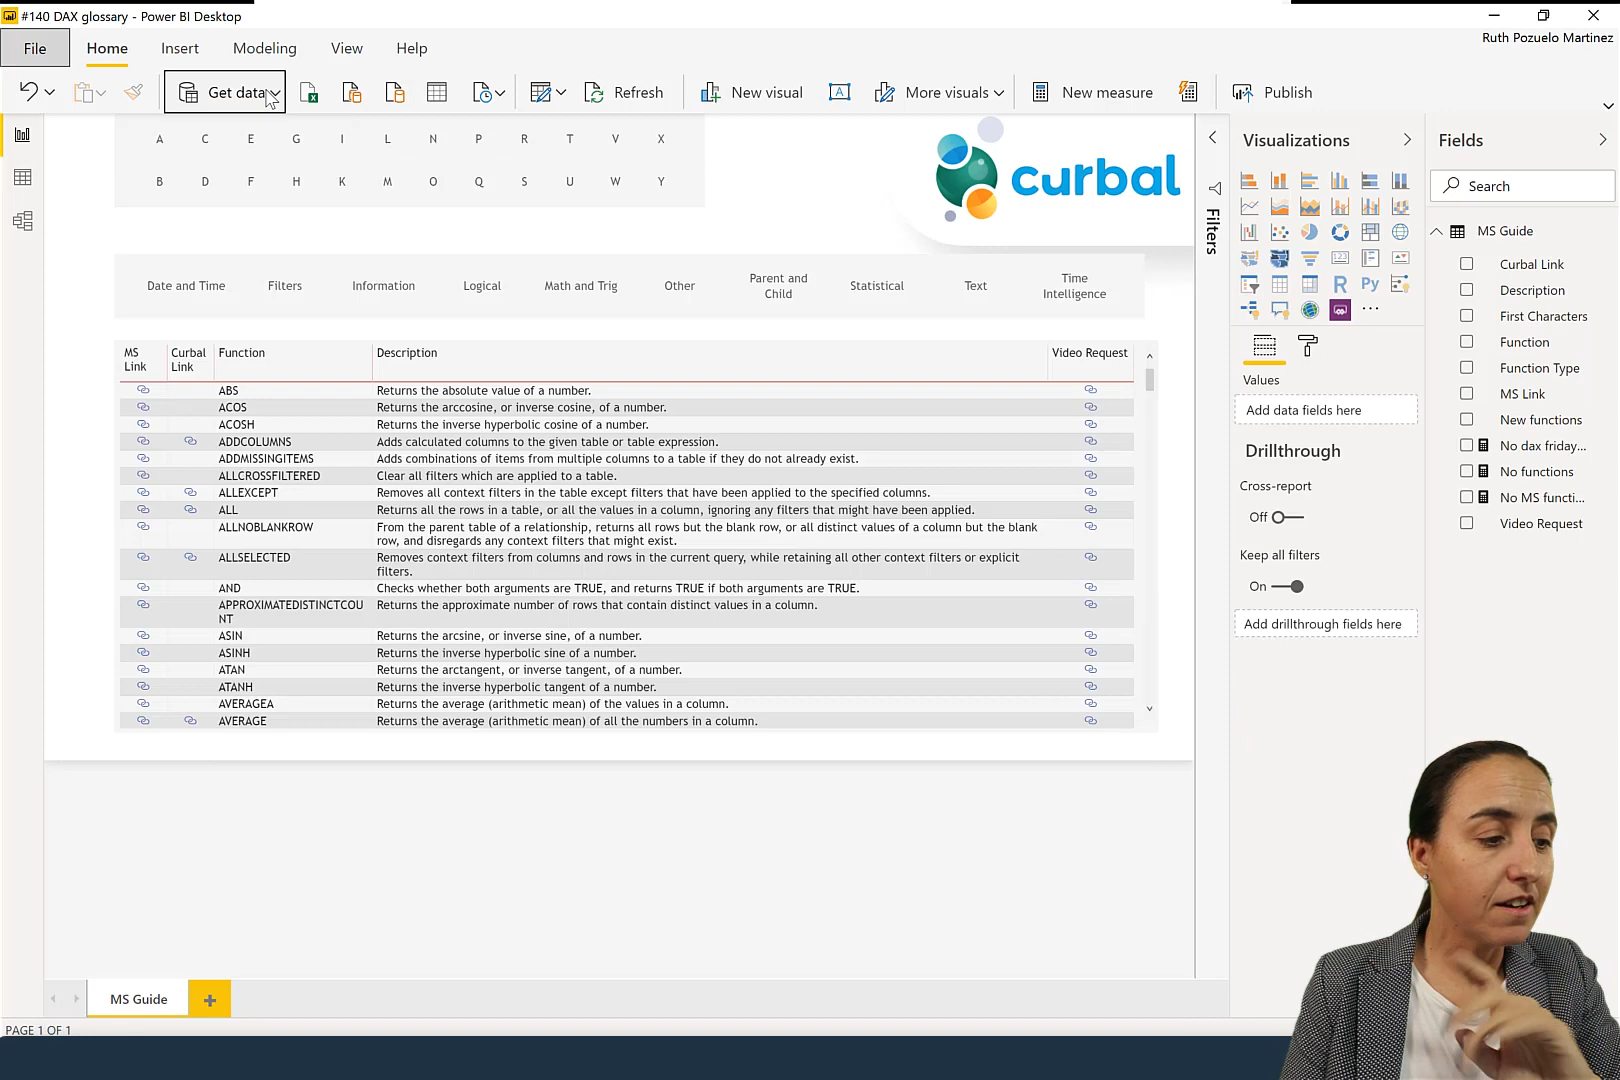 #140 DAX glossary - Power BI Desktop
Ruth Pozuelo Martinez
File Home Insert Modeling View Help
Get data Refresh New visual More visuals New measure Publish
A C E G I L N P R T V X
B D F H K M O Q S U W Y
curbal
Date and Time Filters Information Logical Math and Trig Other Parent and Child Statistical Text Time Intelligence
MS Link Curbal Link Function Description Video Request
ABS Returns the absolute value of a number.
ACOS Returns the arccosine, or inverse cosine, of a number.
ACOSH Returns the inverse hyperbolic cosine of a number.
ADDCOLUMNS Adds calculated columns to the given table or table expression.
ADDMISSINGITEMS Adds combinations of items from multiple columns to a table if they do not already exist.
ALLCROSSFILTERED Clear all filters which are applied to a table.
ALLEXCEPT Removes all context filters in the table except filters that have been applied to the specified columns.
ALL Returns all the rows in a table, or all the values in a column, ignoring any filters that might have been applied.
ALLNOBLANKROW From the parent table of a relationship, returns all rows but the blank row, or all distinct values of a column but the blank
row, and disregards any context filters that might exist.
ALLSELECTED Removes context filters from columns and rows in the current query, while retaining all other context filters or explicit
filters.
AND Checks whether both arguments are TRUE, and returns TRUE if both arguments are TRUE.
APPROXIMATEDISTINCTCOU Returns the approximate number of rows that contain distinct values in a column.
NT
ASIN Returns the arcsine, or inverse sine, of a number.
ASINH Returns the inverse hyperbolic sine of a number.
ATAN Returns the arctangent, or inverse tangent, of a number.
ATANH Returns the inverse hyperbolic tangent of a number.
AVERAGEA Returns the average (arithmetic mean) of the values in a column.
AVERAGE Returns the average (arithmetic mean) of all the numbers in a column.
Filters
Visualizations
123
R Py
Values
Add data fields here
Drillthrough
Cross-report
Off
Keep all filters
On
Add drillthrough fields here
Fields
Search
MS Guide
Curbal Link
Description
First Characters
Function
Function Type
MS Link
New functions
No dax friday...
No functions
No MS functi...
Video Request
MS Guide
PAGE 1 OF 1